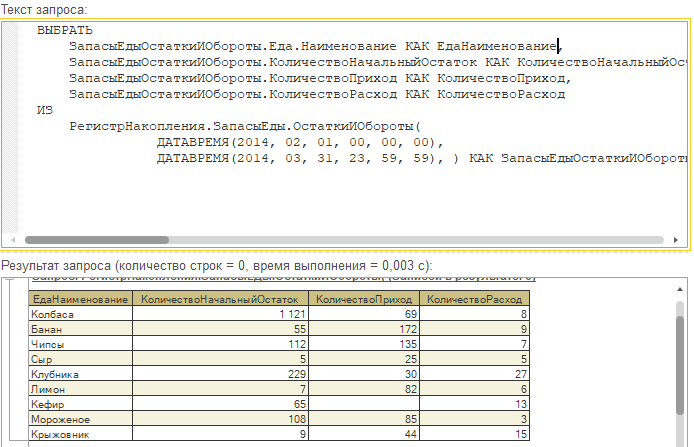 Текст запроса:
ВЫБРАТЬ
ЗапасыЕдыОстаткиИОбороты.Еда.Наименование КАК ЕдаНаименование,
ЗапасыЕдыОстаткиИОбороты.КоличествоНачальныйОстаток КАК КоличествоНачальныйОс
ЗапасыЕдыОстаткиИОбороты.КоличествоПриход КАК КоличествоПриход,
ЗапасыЕдыОстаткиИОбороты.КоличествоРасход КАК КоличествоРасход
ИЗ
РегистрНакопления.ЗапасыЕды.ОстаткиИОбороты(
ДАТАВРЕМЯ(2014, 02, 01, 00, 00, 00),
ДАТАВРЕМЯ(2014, 03, 31, 23, 59, 59), ) КАК ЗапасыЕдыОстаткиИОбороты
Результат запроса (количество строк = 0, время выполнения = 0,003 с):
ЕдаНаименование КоличествоНачальныйОстаток КоличествоПриход КоличествоРасход
Колбаса 1 121 69 8
Банан 55 172 9
Чипсы 112 135 7
Сыр 5 25 5
Клубника 229 30 27
Лимон 7 82 6
Кефир 65 13
Мороженое 108 85 3
Крыжовник 9 44 15